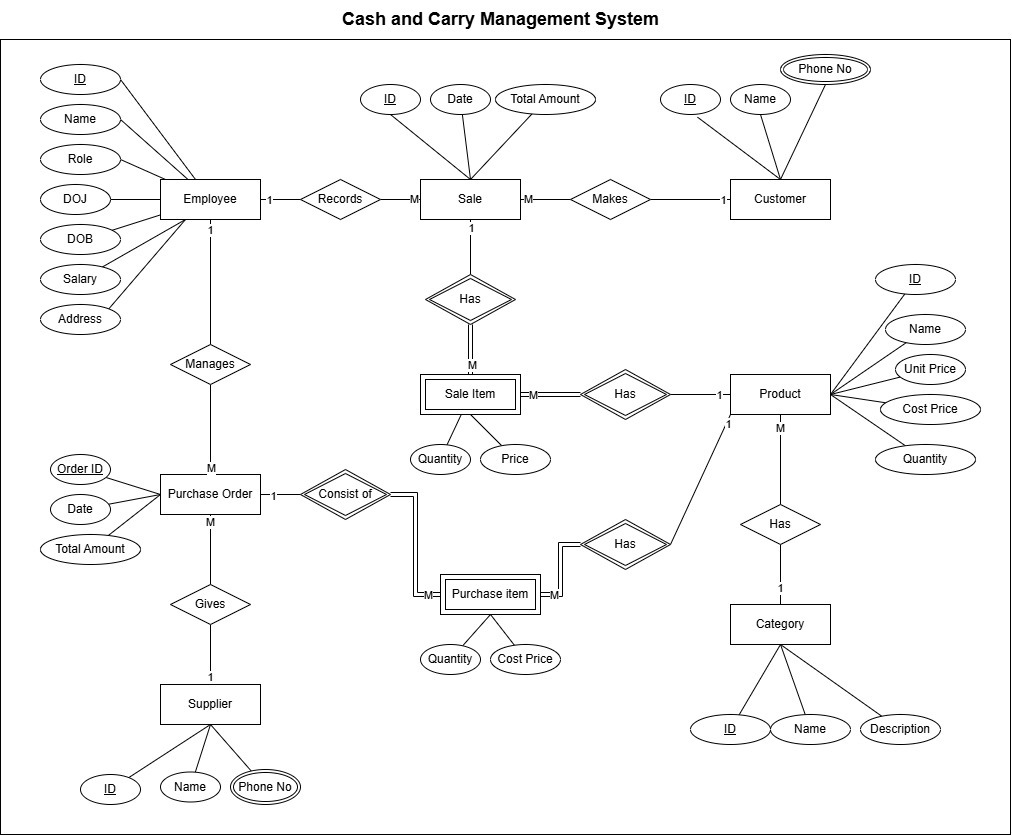 Cash and Carry Management System
Phone No
ID
Name
Role
DOJ
DOB
Salary
Address
ID
Date
Total Amount
ID
Name
Employee
1
Records
M
Sale
M
Makes
1
Customer
1
1
Has
M
ID
Name
Unit Price
Cost Price
Quantity
Manages
M
Sale Item
M
Has
1
Product
1
M
Quantity
Price
Order ID
Date
Total Amount
Purchase Order
1
Consist of
M
Has
Has
M
Purchase item
M
Quantity
Cost Price
Gives
1
Category
1
Supplier
ID
Name
Description
ID
Name
Phone No